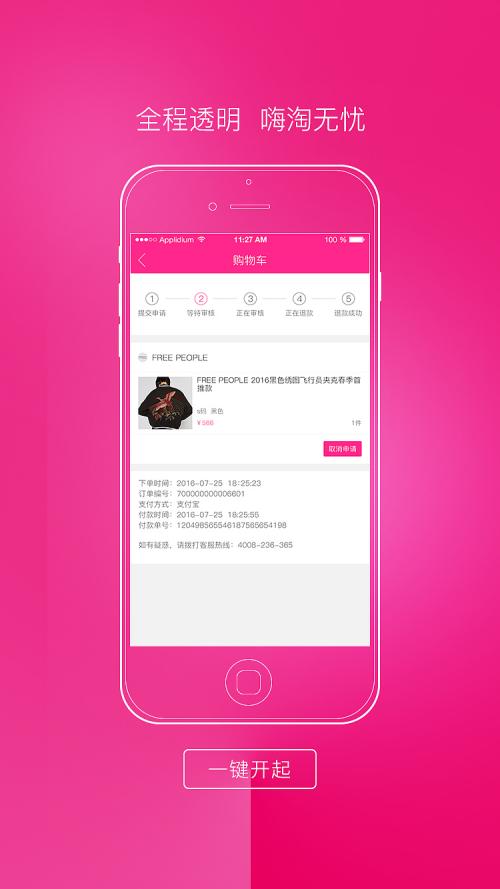 全程透明 嗨淘无忧
Applidium 11:27 AM 100 %
购物车
1 2 3 4 5
提交申请 等待审核 正在审核 正在退款 退款成功
FREE PEOPLE
FREE PEOPLE 2016黑色绣图飞行员夹克春季首
推款
s码 黑色
¥566 1件
取消申请
下单时间：2016-07-25 18:25:23
订单编号：700000000006601
支付方式：支付宝
付款时间：2016-07-25 18:25:55
付款单号：120498565546187565654198
如有疑惑，请拨打客服热线：4008-236-365
一键开起